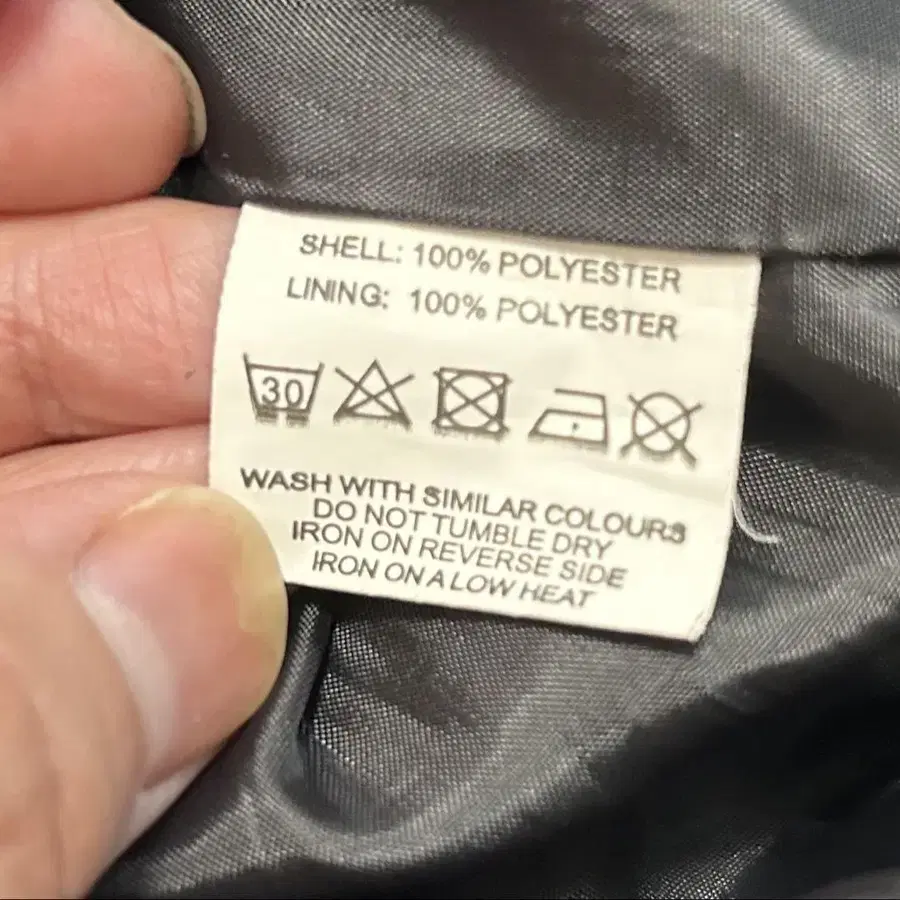 SHELL: 100% POLYESTER
LINING: 100% POLYESTER
30
WASH WITH SIMILAR COLOURS
DO NOT TUMBLE DRY
IRON ON REVERSE SIDE
IRON ON A LOW HEAT